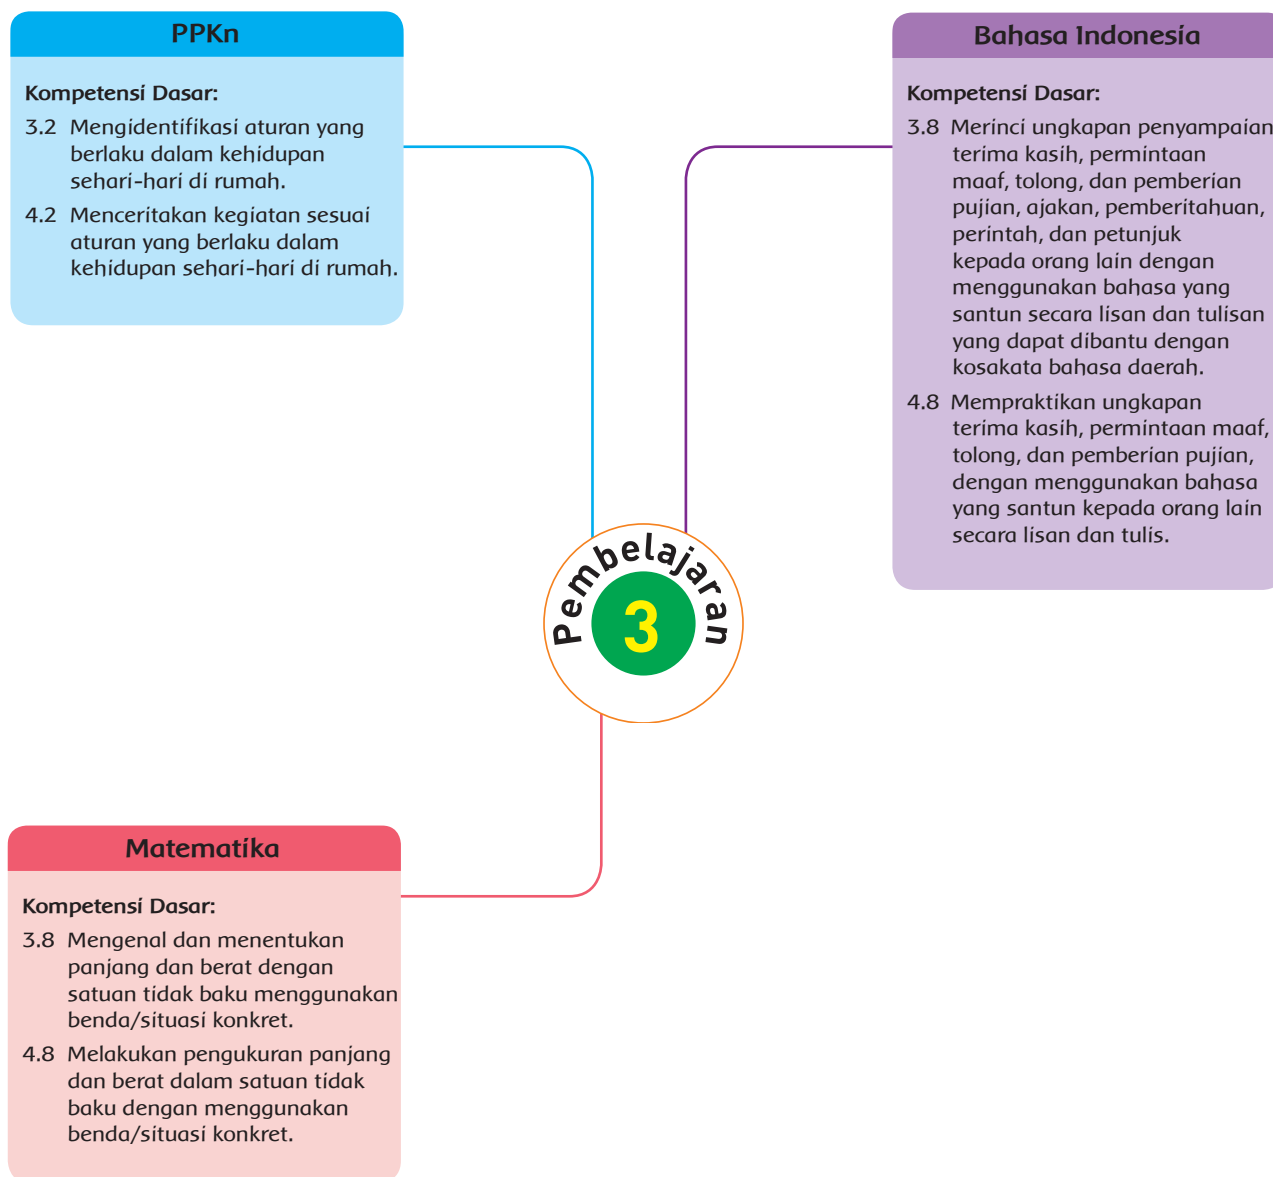 PPKn
Kompetensi Dasar:
3.2 Mengidentifikasi aturan yang
berlaku dalam kehidupan
sehari-hari di rumah.
4.2 Menceritakan kegiatan sesuai
aturan yang berlaku dalam
kehidupan sehari-hari di rumah.
Bahasa Indonesia
Kompetensi Dasar:
3.8 Merinci ungkapan penyampaian
terima kasih, permintaan
maaf, tolong, dan pemberian
pujian, ajakan, pemberitahuan,
perintah, dan petunjuk
kepada orang lain dengan
menggunakan bahasa yang
santun secara lisan dan tulisan
yang dapat dibantu dengan
kosakata bahasa daerah.
4.8 Mempraktikan ungkapan
terima kasih, permintaan maaf,
tolong, dan pemberian pujian,
dengan menggunakan bahasa
yang santun kepada orang lain
secara lisan dan tulis.
Pembelajaran
3
Matematika
Kompetensi Dasar:
3.8 Mengenal dan menentukan
panjang dan berat dengan
satuan tidak baku menggunakan
benda/situasi konkret.
4.8 Melakukan pengukuran panjang
dan berat dalam satuan tidak
baku dengan menggunakan
benda/situasi konkret.